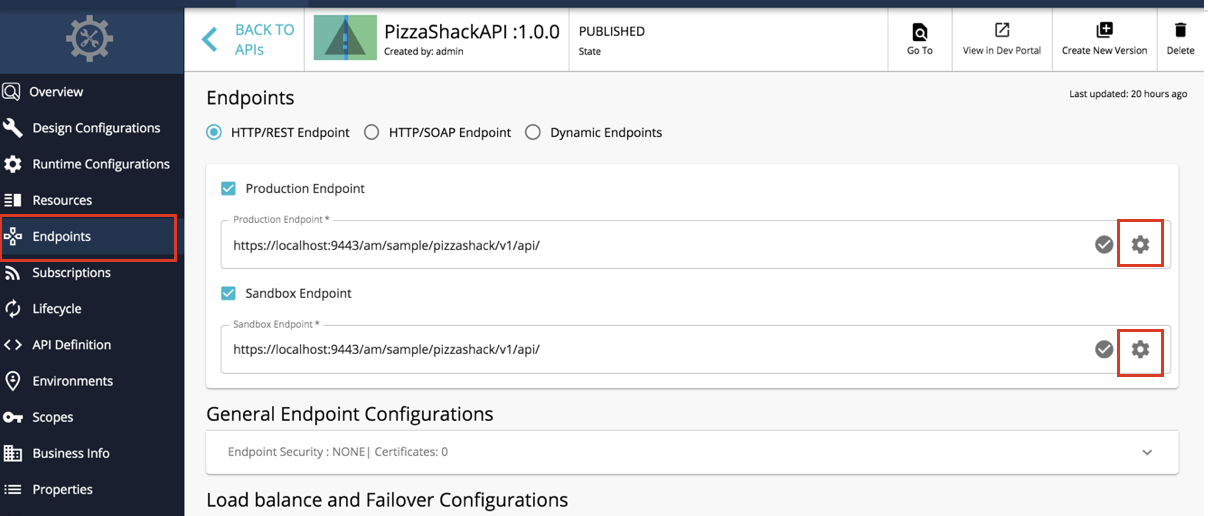 BACK TO
APIs
PizzaShackAPI :1.0.0
Created by: admin
PUBLISHED
State
Go To
View in Dev Portal
Create New Version
Delete
Overview
Design Configurations
Runtime Configurations
Resources
Endpoints
Subscriptions
Lifecycle
API Definition
Environments
Scopes
Business Info
Properties
Endpoints
Last updated: 20 hours ago
HTTP/REST Endpoint
HTTP/SOAP Endpoint
Dynamic Endpoints
Production Endpoint
Production Endpoint *
https://localhost:9443/am/sample/pizzashack/v1/api/
Sandbox Endpoint
Sandbox Endpoint *
https://localhost:9443/am/sample/pizzashack/v1/api/
General Endpoint Configurations
Endpoint Security : NONE| Certificates: 0
Load balance and Failover Configurations